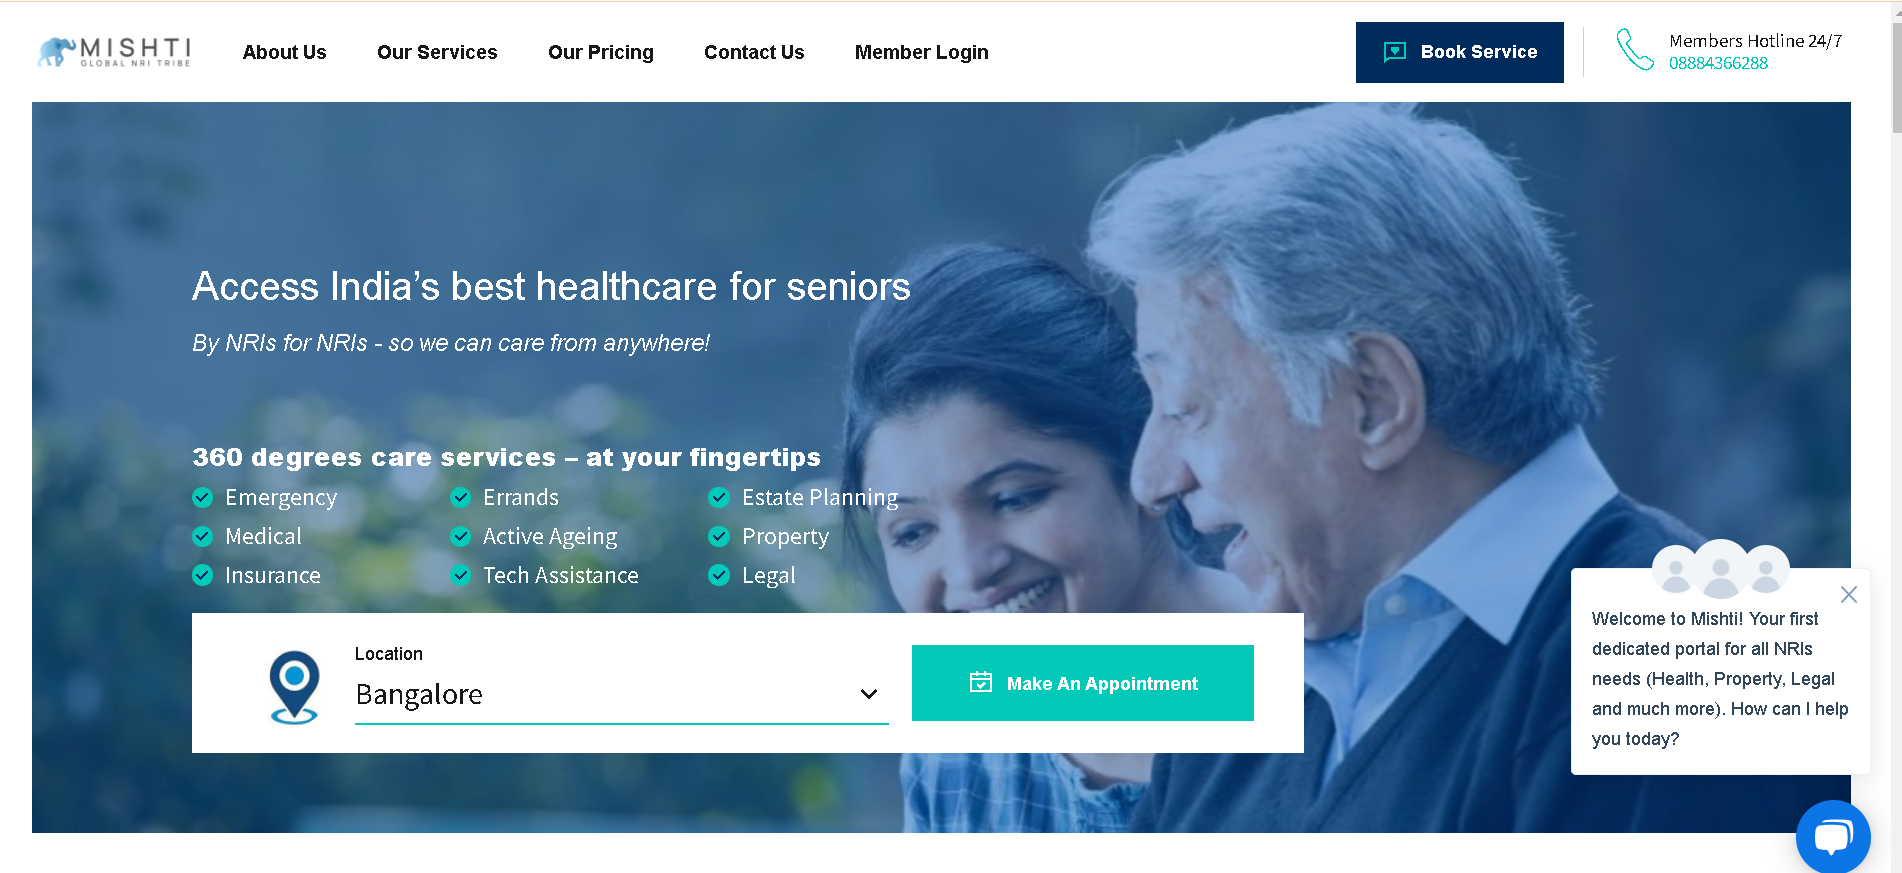 MISHTI
GLOBAL NRI TRIBE
About Us
Our Services
Our Pricing
Contact Us
Member Login
Book Service
Members Hotline 24/7
08884366288
Access India’s best healthcare for seniors
By NRIs for NRIs - so we can care from anywhere!
360 degrees care services – at your fingertips
Emergency
Errands
Estate Planning
Medical
Active Ageing
Property
Insurance
Tech Assistance
Legal
Location
Bangalore
Make An Appointment
Welcome to Mishti! Your first
dedicated portal for all NRIs
needs (Health, Property, Legal
and much more). How can I help
you today?